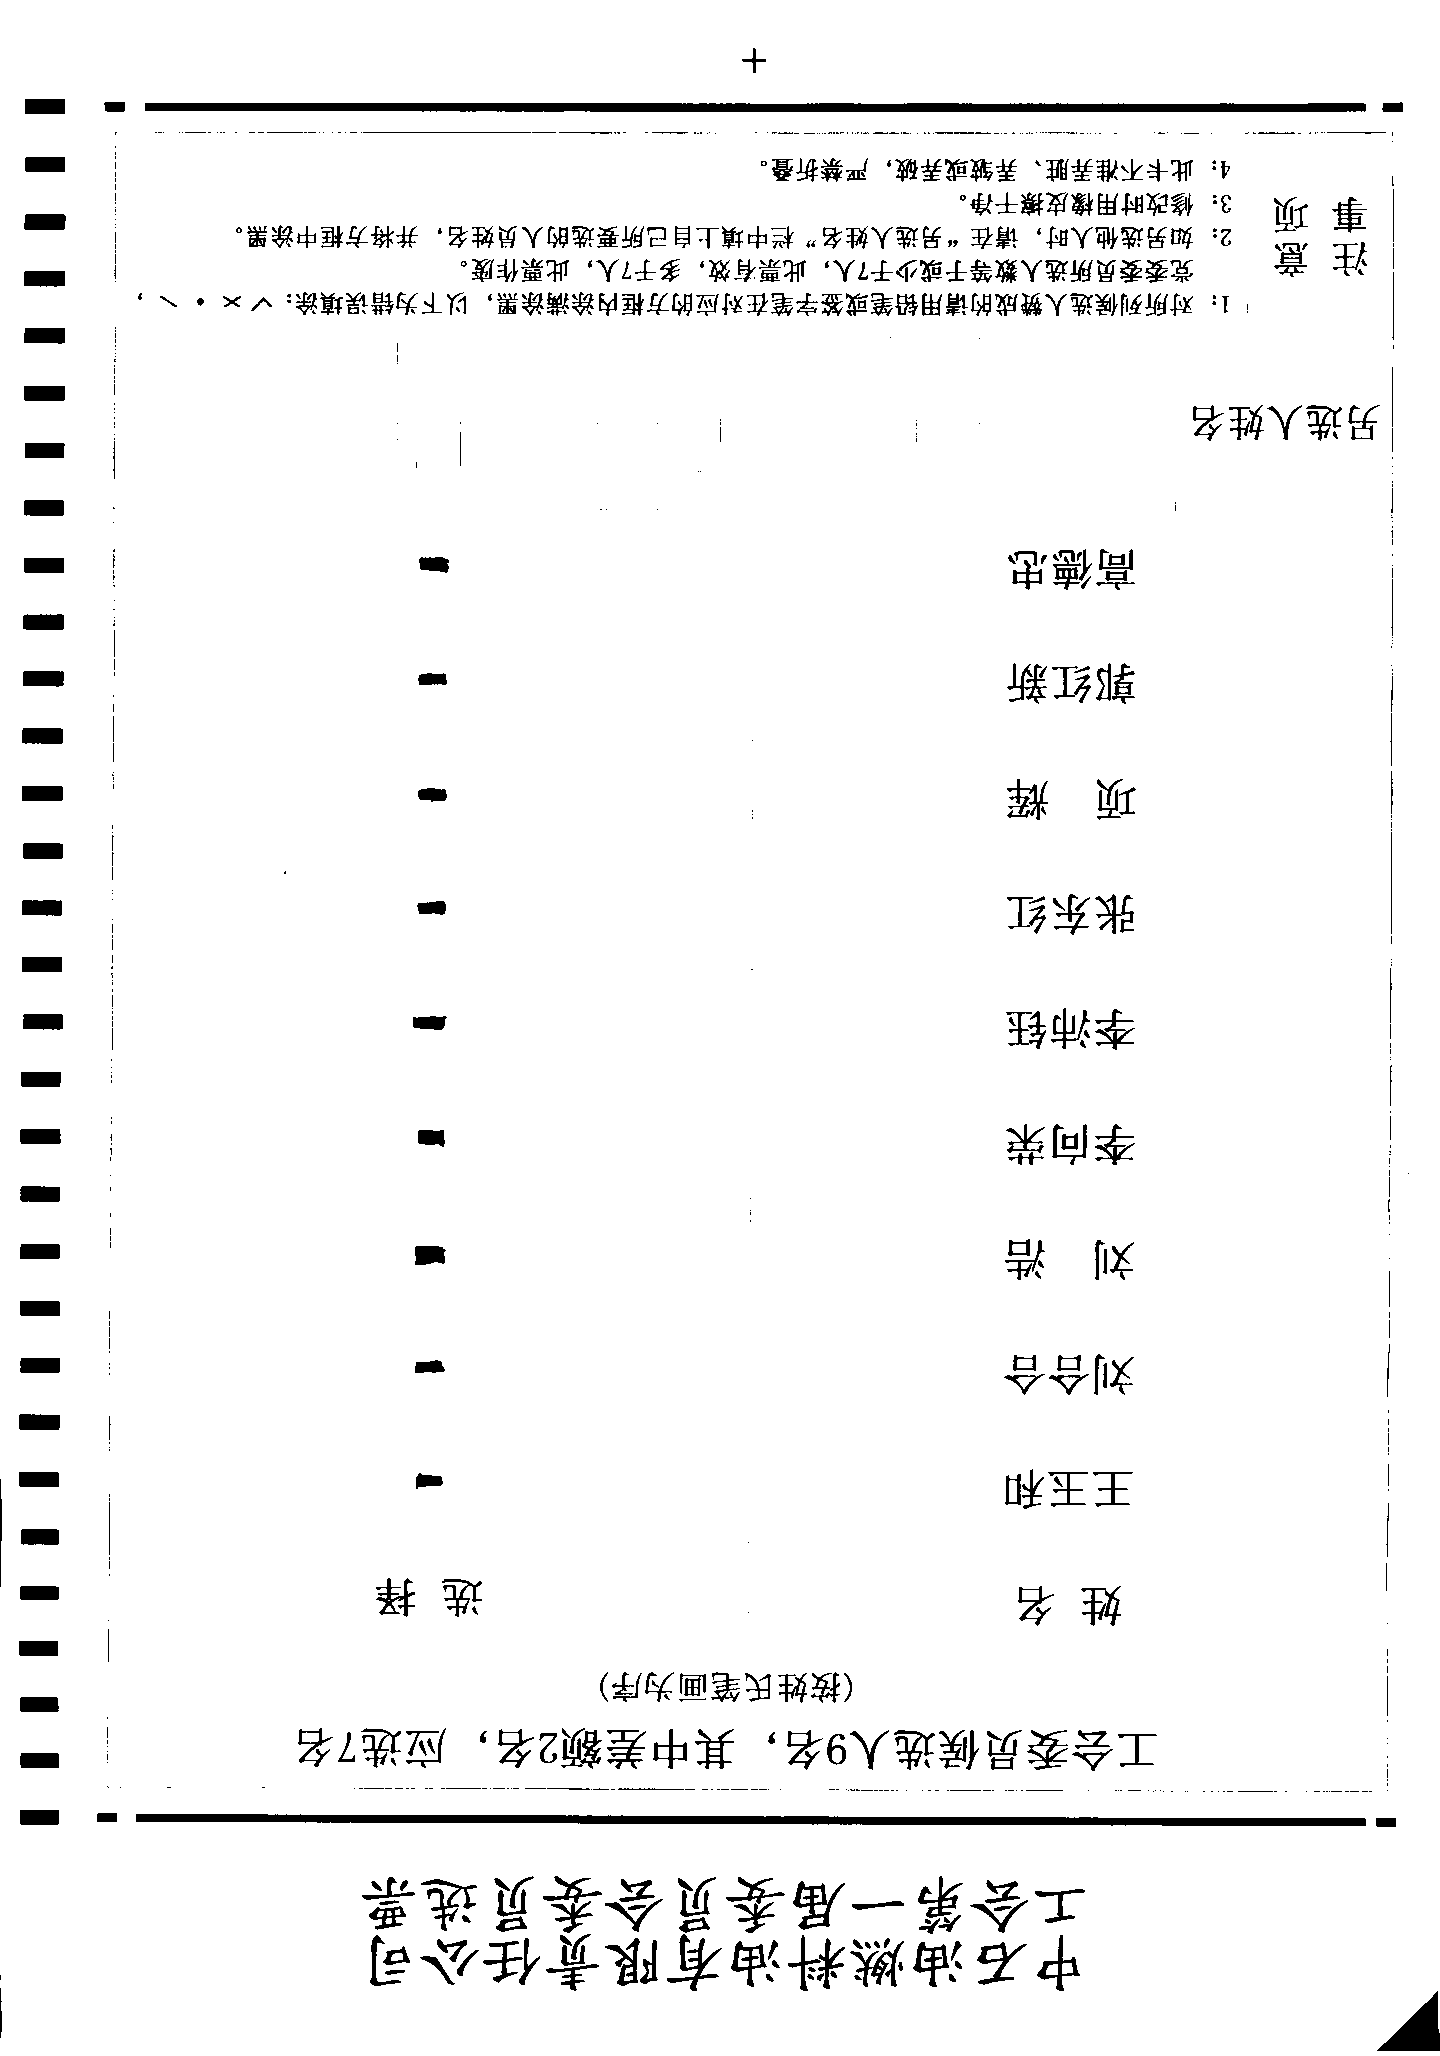 中石油燃料油有限责任公司
工会第一届委员会委员选票
工会委员候选人9名，其中差额2名，应选7名
(按姓氏笔画为序)
姓 名 选 择
王玉和
刘合合
刘 浩
李向荣
李沛钰
张东红
项 辉
郭红新
高德忠
另选人姓名
注 意
事 项
1: 对所列候选人赞成的请用铅笔或签字笔在对应的方框内涂满涂黑，以下为错误填涂: ∨ × • \ ，
党委委员所选人数等于或少于7人，此票有效，多于7人，此票作废。
2: 如另选他人时，请在“另选人姓名”栏中填上自己所要选的人员姓名，并将方框中涂黑。
3: 修改时用橡皮擦干净。
4: 此卡不准弄脏、弄皱或弄破，严禁折叠。